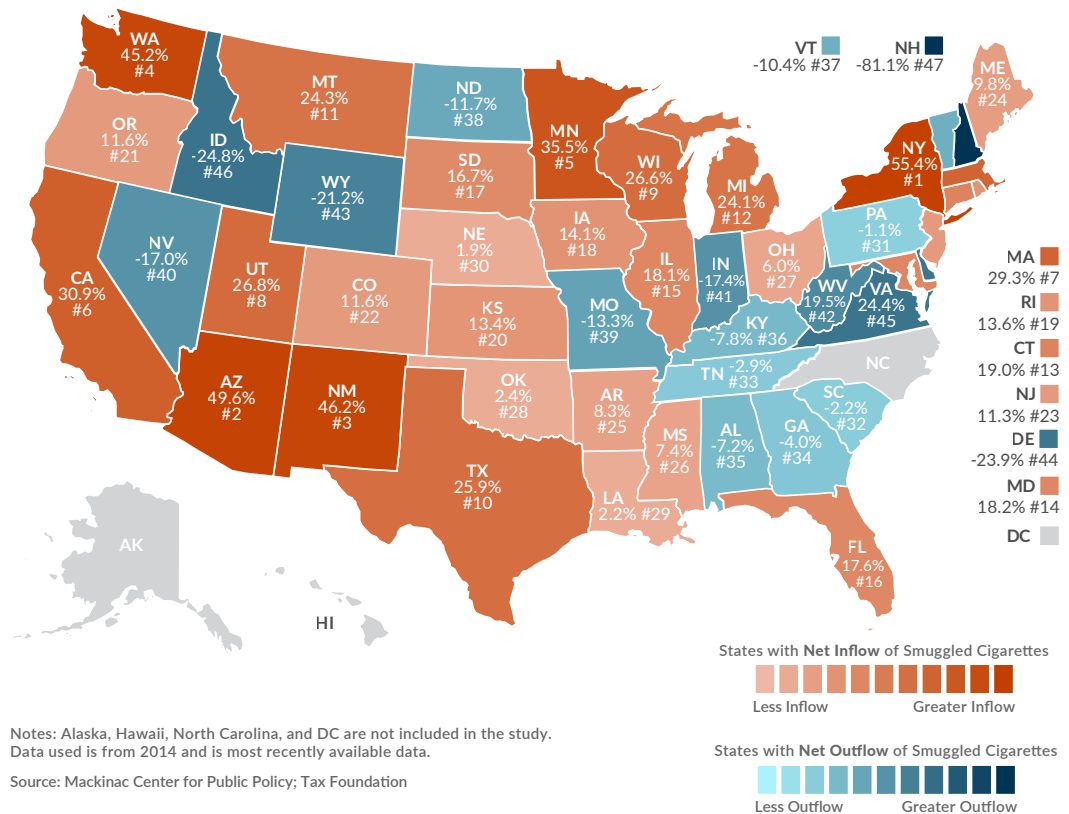 VT
-10.4% #37
NH
-81.1% #47
WA
45.2%
#4
MT
24.3%
#11
ND
-11.7%
#38
ME
9.8%
#24
OR
11.6%
#21
ID
-24.8%
#46
MN
35.5%
#5
NY
55.4%
#1
SD
16.7%
#17
WI
26.6%
#9
WY
-21.2%
#43
MI
24.1%
#12
PA
-1.1%
#31
NE
1.9%
#30
IA
14.1%
#18
NV
-17.0%
#40
UT
26.8%
#8
CA
30.9%
#6
CO
11.6%
#22
IL
18.1%
#15
IN
-17.4%
#41
OH
6.0%
#27
WV
19.5%
#42
VA
24.4%
#45
KS
13.4%
#20
MO
-13.3%
#39
KY
-7.8% #36
MA
29.3% #7
RI
13.6% #19
CT
19.0% #13
NJ
11.3% #23
DE
-23.9% #44
MD
18.2% #14
DC
NC
TN -2.9%
#33
AZ
49.6%
#2
NM
46.2%
#3
OK
2.4%
#28
AR
8.3%
#25
SC
-2.2%
#32
MS
7.4%
#26
AL
-7.2%
#35
GA
-4.0%
#34
TX
25.9%
#10
LA
2.2% #29
FL
17.6%
#16
AK
HI
States with Net Inflow of Smuggled Cigarettes
Less Inflow Greater Inflow
Notes: Alaska, Hawaii, North Carolina, and DC are not included in the study.
Data used is from 2014 and is most recently available data.
Source: Mackinac Center for Public Policy; Tax Foundation
States with Net Outflow of Smuggled Cigarettes
Less Outflow Greater Outflow